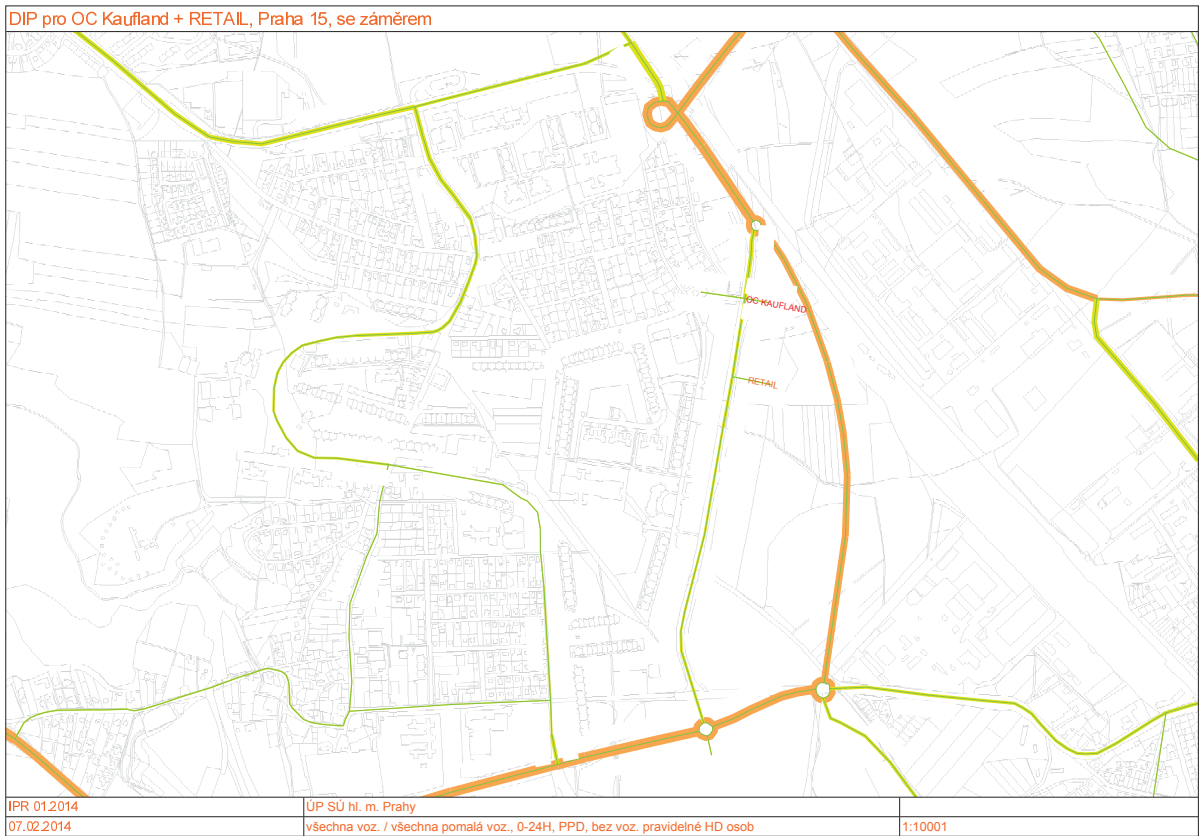 DIP pro OC Kaufland + RETAIL, Praha 15, se záměrem
OC KAUFLAND
RETAIL
IPR 01.2014
ÚP SÚ hl. m. Prahy
07.02.2014
všechna voz. / všechna pomalá voz., 0-24H, PPD, bez voz. pravidelné HD osob
1:10001